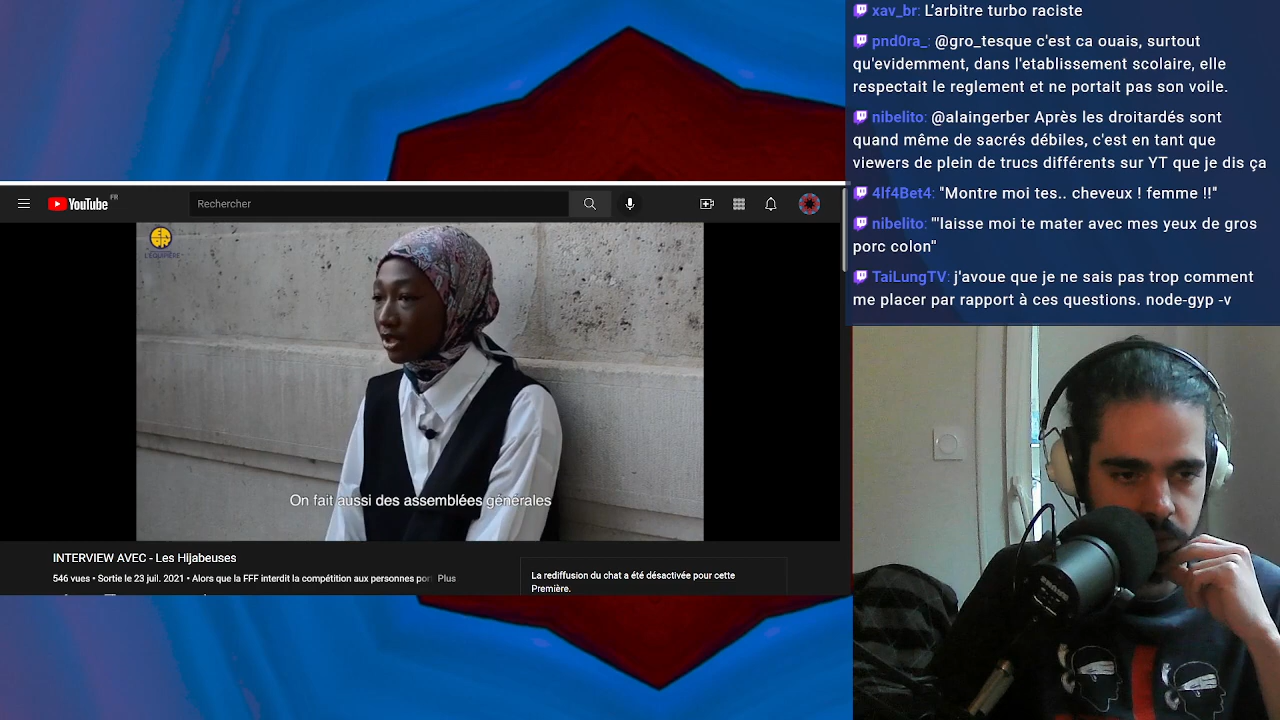 xav_br: L'arbitre turbo raciste
pnd0ra_: @gro_tesque c'est ca ouais, surtout
qu'evidemment, dans l'etablissement scolaire, elle
respectait le reglement et ne portait pas son voile.
nibelito: @alaingerber Après les droitardés sont
quand même de sacrés débiles, c'est en tant que
viewers de plein de trucs différents sur YT que je dis ça
4lf4Bet4: "Montre moi tes.. cheveux ! femme !!"
nibelito: "'laisse moi te mater avec mes yeux de gros
porc colon"
TaiLungTV: j'avoue que je ne sais pas trop comment
me placer par rapport à ces questions. node-gyp -v
YouTube FR
Rechercher
On fait aussi des assemblées générales
INTERVIEW AVEC - Les Hijabeuses
546 vues • Sortie le 23 juil. 2021 • Alors que la FFF interdit la compétition aux personnes por Plus
La rediffusion du chat a été désactivée pour cette
Première.